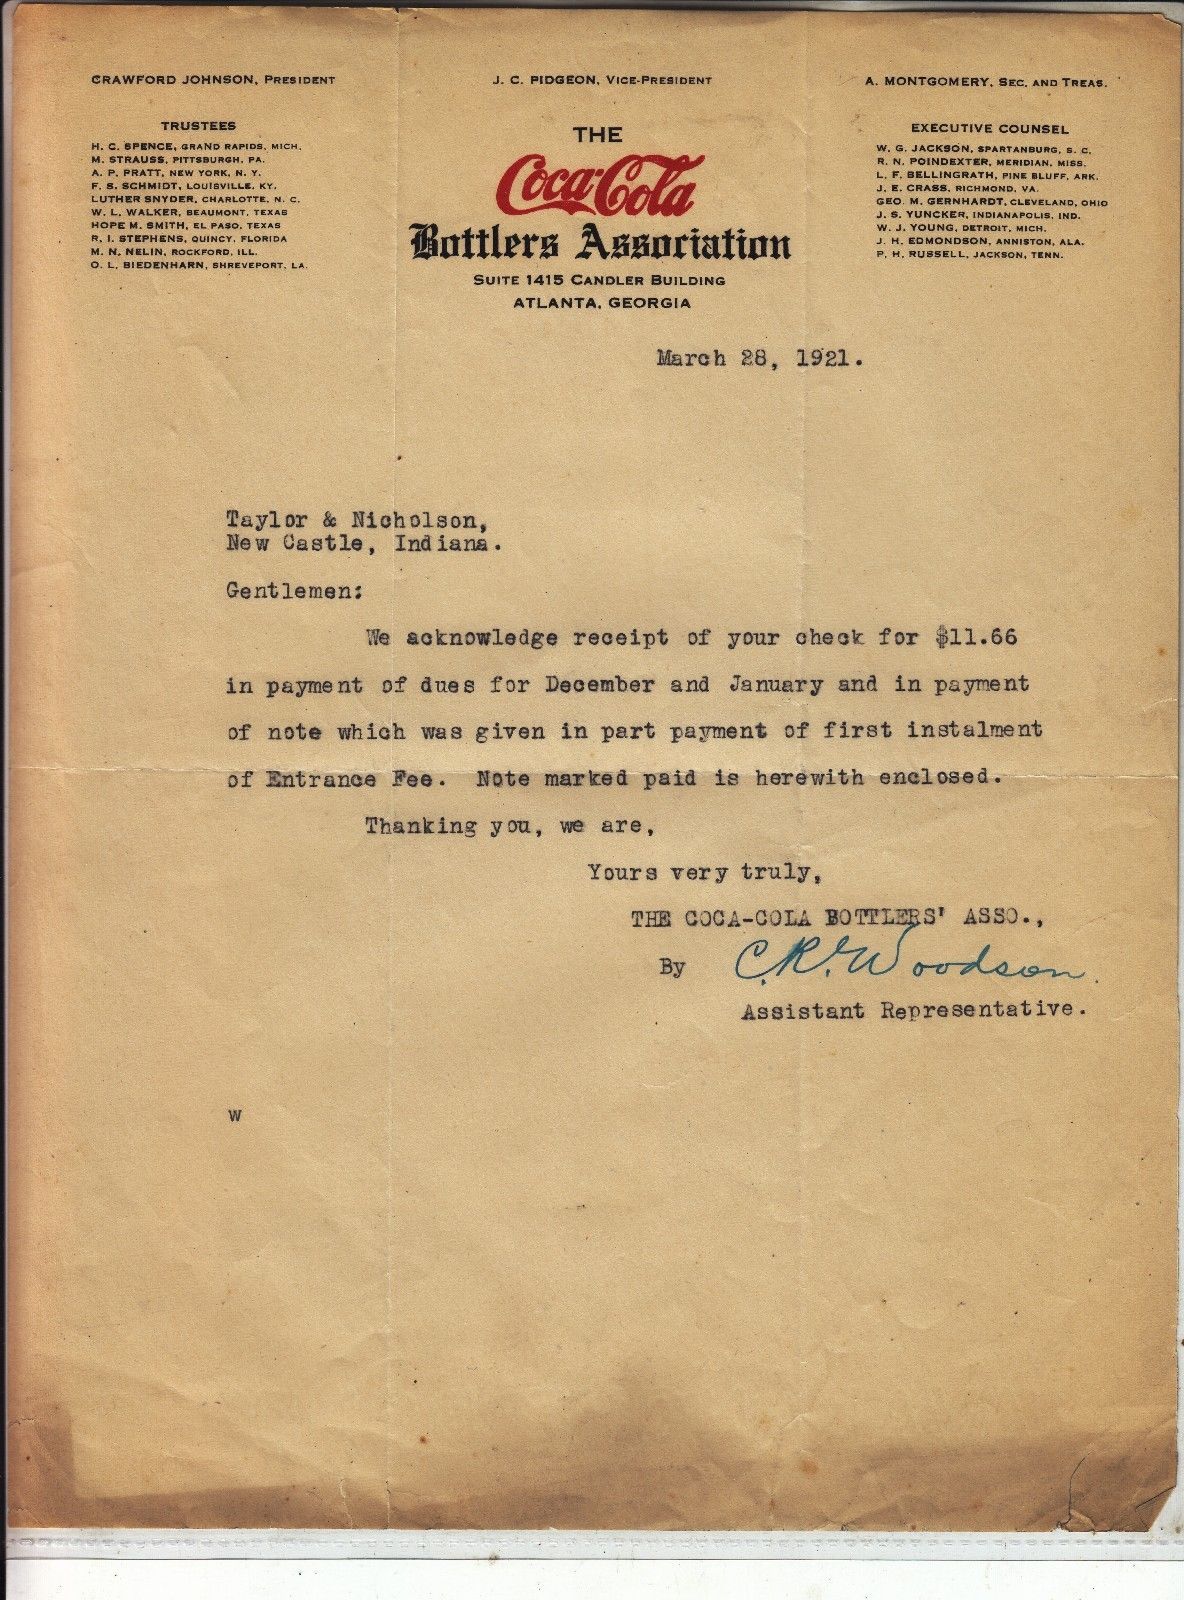 CRAWFORD JOHNSON, PRESIDENT
J. C. PIDGEON, VICE-PRESIDENT
A. MONTGOMERY, SEC. AND TREAS.
TRUSTEES
H. C. SPENCE, GRAND RAPIDS, MICH.
M. STRAUSS, PITTSBURGH, PA.
A. P. PRATT, NEW YORK, N. Y.
F. S. SCHMIDT, LOUISVILLE, KY.
LUTHER SNYDER, CHARLOTTE, N. C.
W. L. WALKER, BEAUMONT, TEXAS
HOPE M. SMITH, EL PASO, TEXAS
R. I. STEPHENS, QUINCY, FLORIDA
M. N. NELIN, ROCKFORD, ILL.
O. L. BIEDENHARN, SHREVEPORT, LA.
THE
Coca-Cola
Bottlers Association
SUITE 1415 CANDLER BUILDING
ATLANTA, GEORGIA
EXECUTIVE COUNSEL
W. G. JACKSON, SPARTANBURG, S. C.
R. N. POINDEXTER, MERIDIAN, MISS.
L. F. BELLINGRATH, PINE BLUFF, ARK.
J. E. CRASS, RICHMOND, VA.
GEO. M. GERNHARDT, CLEVELAND, OHIO
J. S. YUNCKER, INDIANAPOLIS, IND.
W. J. YOUNG, DETROIT, MICH.
J. H. EDMONDSON, ANNISTON, ALA.
P. H. RUSSELL, JACKSON, TENN.
March 28, 1921.
Taylor & Nicholson,
New Castle, Indiana.
Gentlemen:
We acknowledge receipt of your check for $11.66
in payment of dues for December and January and in payment
of note which was given in part payment of first instalment
of Entrance Fee. Note marked paid is herewith enclosed.
Thanking you, we are,
Yours very truly,
THE COCA-COLA BOTTLERS' ASSO.,
By C. R. Woodson.
Assistant Representative.
W